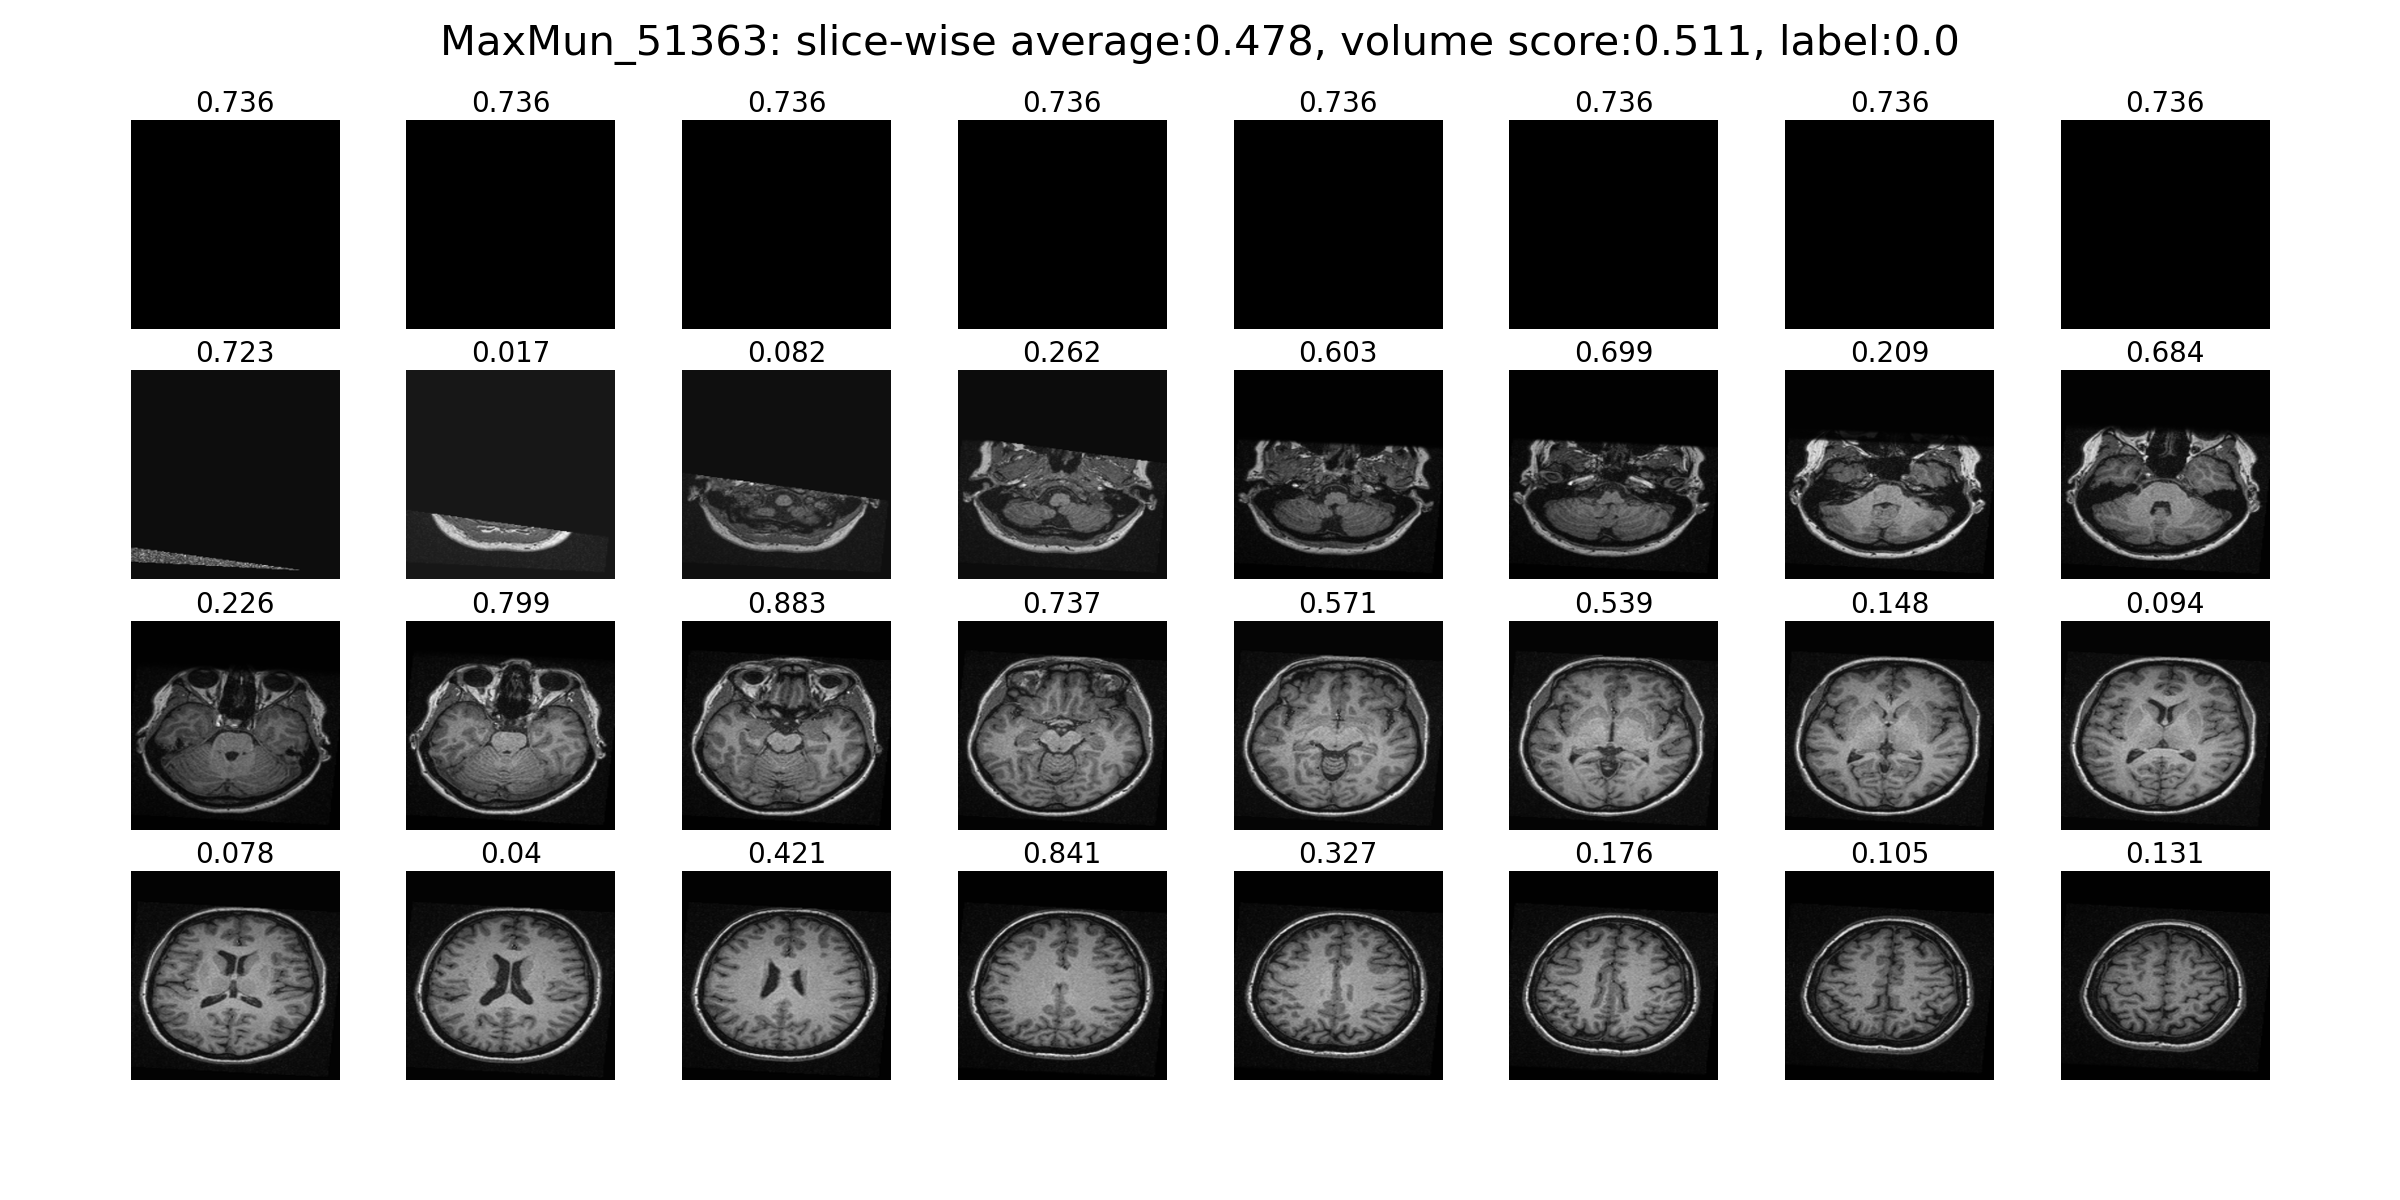 MaxMun_51363: slice-wise average:0.478, volume score:0.511, label:0.0
0.736 0.736 0.736 0.736 0.736 0.736 0.736 0.736
0.723 0.017 0.082 0.262 0.603 0.699 0.209 0.684
0.226 0.799 0.883 0.737 0.571 0.539 0.148 0.094
0.078 0.04 0.421 0.841 0.327 0.176 0.105 0.131